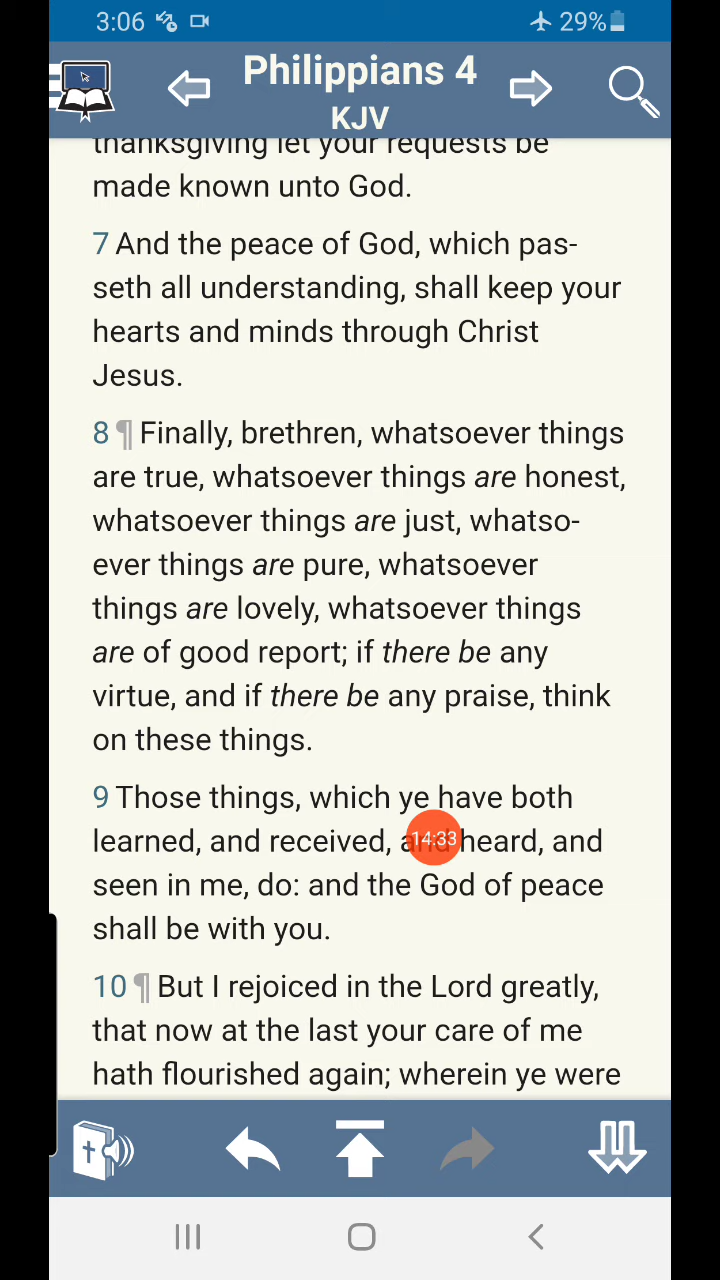 3:06 29%
Philippians 4
KJV
thanksgiving let your requests be
made known unto God.
7 And the peace of God, which pas-
seth all understanding, shall keep your
hearts and minds through Christ
Jesus.
8 ¶ Finally, brethren, whatsoever things
are true, whatsoever things are honest,
whatsoever things are just, whatso-
ever things are pure, whatsoever
things are lovely, whatsoever things
are of good report; if there be any
virtue, and if there be any praise, think
on these things.
9 Those things, which ye have both
learned, and received, and heard, and
14:33
seen in me, do: and the God of peace
shall be with you.
10 ¶ But I rejoiced in the Lord greatly,
that now at the last your care of me
hath flourished again; wherein ye were